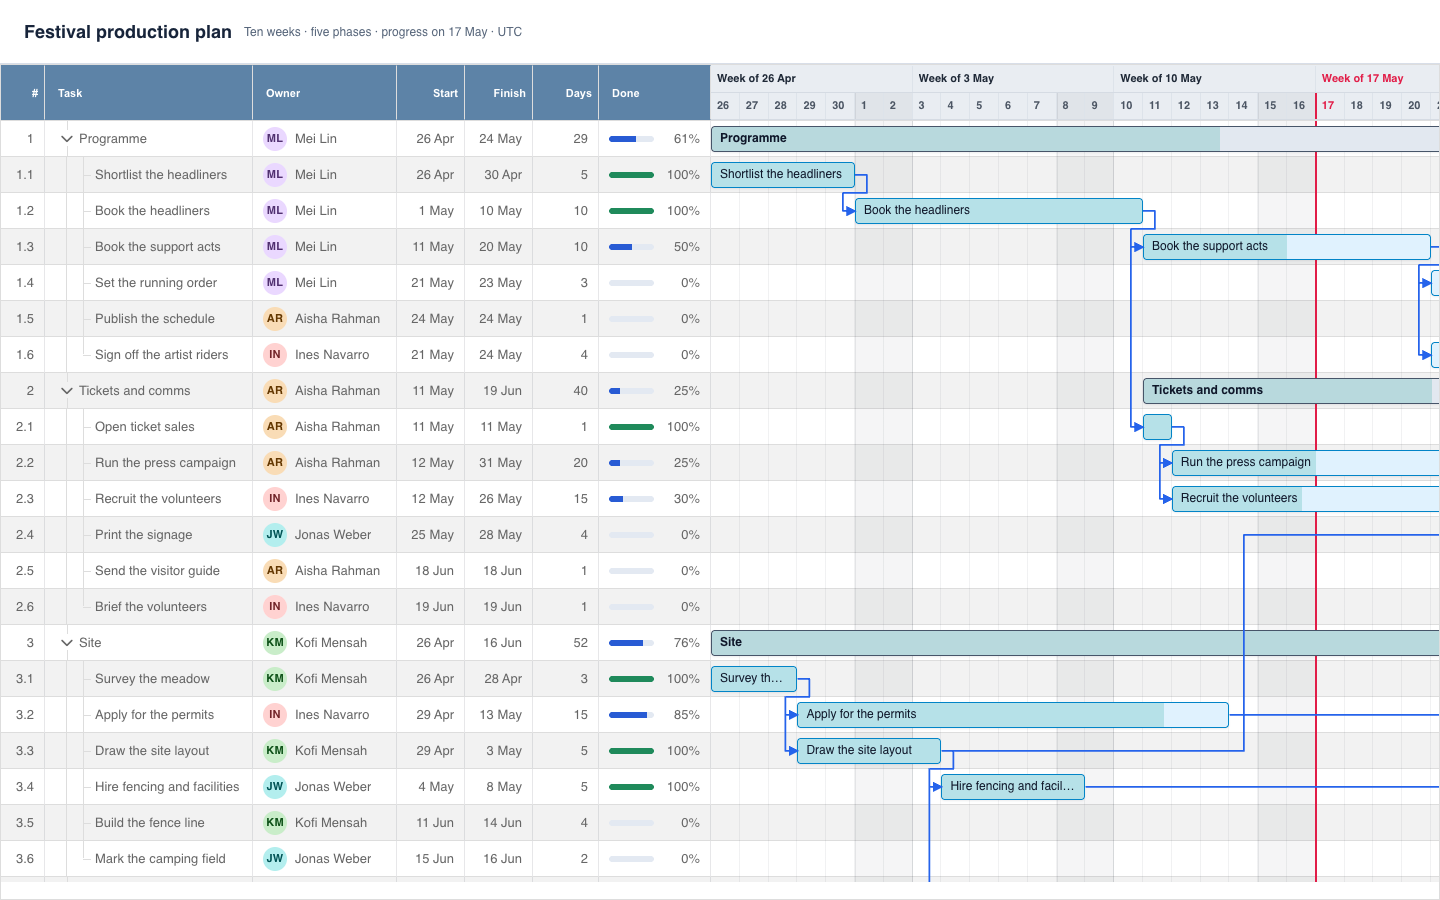 Festival production plan Ten weeks · five phases · progress on 17 May · UTC
# Task Owner Start Finish Days Done
Week of 26 Apr Week of 3 May Week of 10 May Week of 17 May
26 27 28 29 30 1 2 3 4 5 6 7 8 9 10 11 12 13 14 15 16 17 18 19 20
1 Programme ML Mei Lin 26 Apr 24 May 29 61% Programme
1.1 Shortlist the headliners ML Mei Lin 26 Apr 30 Apr 5 100% Shortlist the headliners
1.2 Book the headliners ML Mei Lin 1 May 10 May 10 100% Book the headliners
1.3 Book the support acts ML Mei Lin 11 May 20 May 10 50% Book the support acts
1.4 Set the running order ML Mei Lin 21 May 23 May 3 0%
1.5 Publish the schedule AR Aisha Rahman 24 May 24 May 1 0%
1.6 Sign off the artist riders IN Ines Navarro 21 May 24 May 4 0%
2 Tickets and comms AR Aisha Rahman 11 May 19 Jun 40 25% Tickets and comms
2.1 Open ticket sales AR Aisha Rahman 11 May 11 May 1 100%
2.2 Run the press campaign AR Aisha Rahman 12 May 31 May 20 25% Run the press campaign
2.3 Recruit the volunteers IN Ines Navarro 12 May 26 May 15 30% Recruit the volunteers
2.4 Print the signage JW Jonas Weber 25 May 28 May 4 0%
2.5 Send the visitor guide AR Aisha Rahman 18 Jun 18 Jun 1 0%
2.6 Brief the volunteers IN Ines Navarro 19 Jun 19 Jun 1 0%
3 Site KM Kofi Mensah 26 Apr 16 Jun 52 76% Site
3.1 Survey the meadow KM Kofi Mensah 26 Apr 28 Apr 3 100% Survey th…
3.2 Apply for the permits IN Ines Navarro 29 Apr 13 May 15 85% Apply for the permits
3.3 Draw the site layout KM Kofi Mensah 29 Apr 3 May 5 100% Draw the site layout
3.4 Hire fencing and facilities JW Jonas Weber 4 May 8 May 5 100% Hire fencing and facil…
3.5 Build the fence line KM Kofi Mensah 11 Jun 14 Jun 4 0%
3.6 Mark the camping field JW Jonas Weber 15 Jun 16 Jun 2 0%